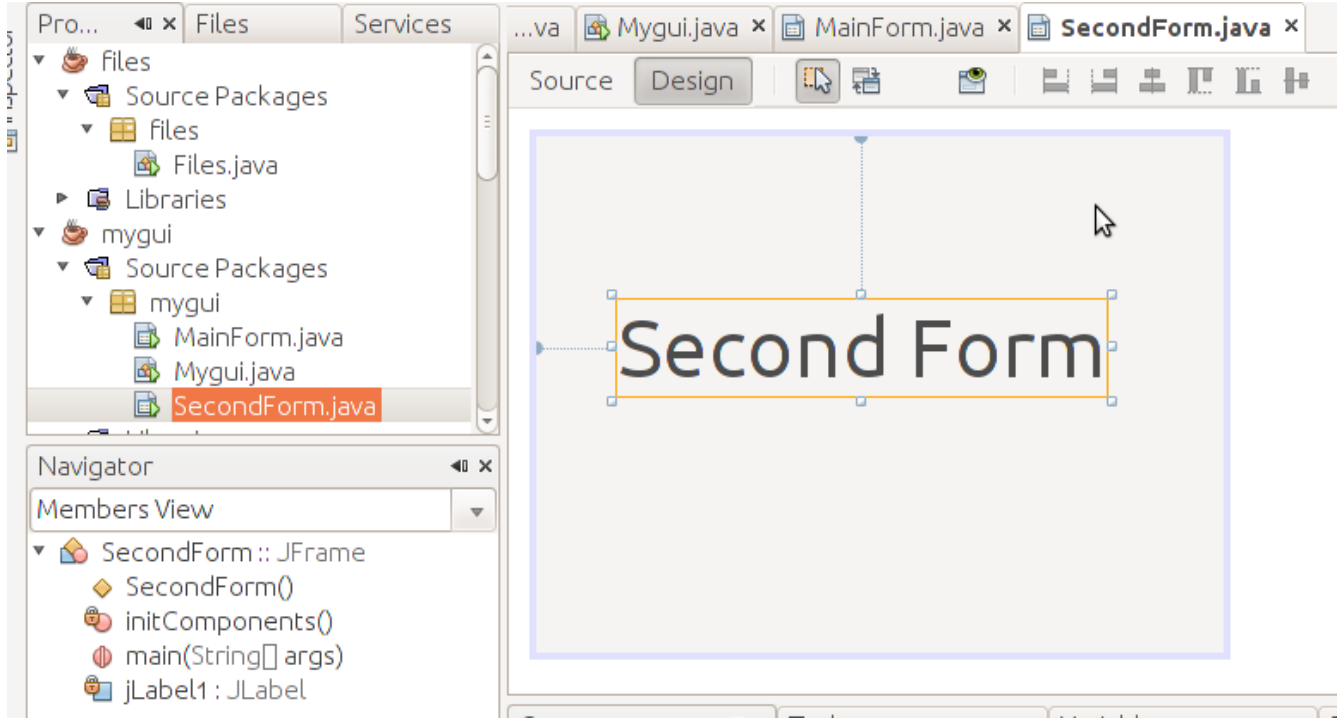 Pro...
Files
Services
files
Source Packages
files
Files.java
Libraries
mygui
Source Packages
mygui
MainForm.java
Mygui.java
SecondForm.java
Navigator
Members View
SecondForm :: JFrame
SecondForm()
initComponents()
main(String[] args)
jLabel1 : JLabel
...va
Mygui.java
MainForm.java
SecondForm.java
Source
Design
Second Form